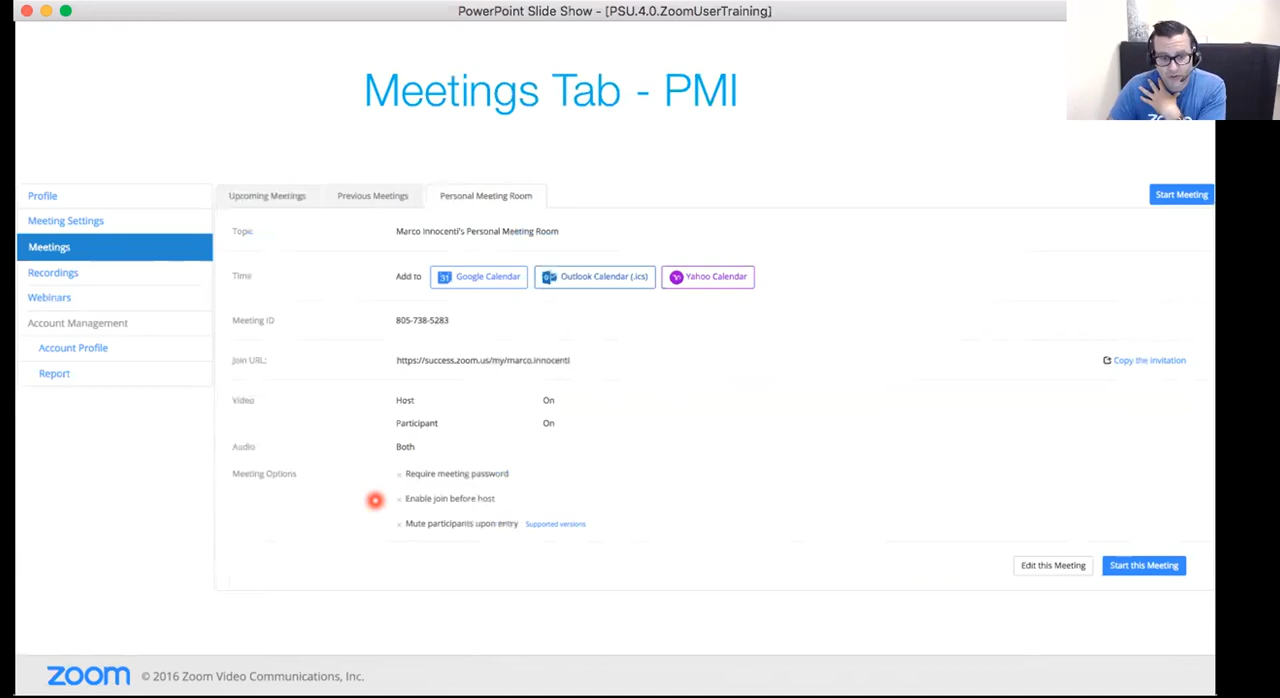 PowerPoint Slide Show - [PSU.4.0.ZoomUserTraining]
Meetings Tab - PMI
Profile
Meeting Settings
Meetings
Recordings
Webinars
Account Management
Account Profile
Report
Upcoming Meetings Previous Meetings Personal Meeting Room Start Meeting
Topic Marco Innocenti's Personal Meeting Room
Time Add to 31 Google Calendar Outlook Calendar (.ics) Yahoo Calendar
Meeting ID 805-738-5283
Join URL: https://success.zoom.us/my/marco.innocenti Copy the invitation
Video Host On
Participant On
Audio Both
Meeting Options × Require meeting password
× Enable join before host
× Mute participants upon entry Supported versions
Edit this Meeting Start this Meeting
zoom © 2016 Zoom Video Communications, Inc.